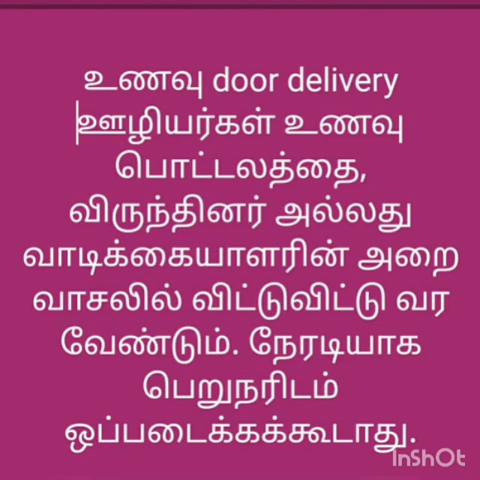 உணவு door delivery
ஊழியர்கள் உணவு
பொட்டலத்தை,
விருந்தினர் அல்லது
வாடிக்கையாளரின் அறை
வாசலில் விட்டுவிட்டு வர
வேண்டும். நேரடியாக
பெறுநரிடம்
ஒப்படைக்கக்கூடாது.
InShOt